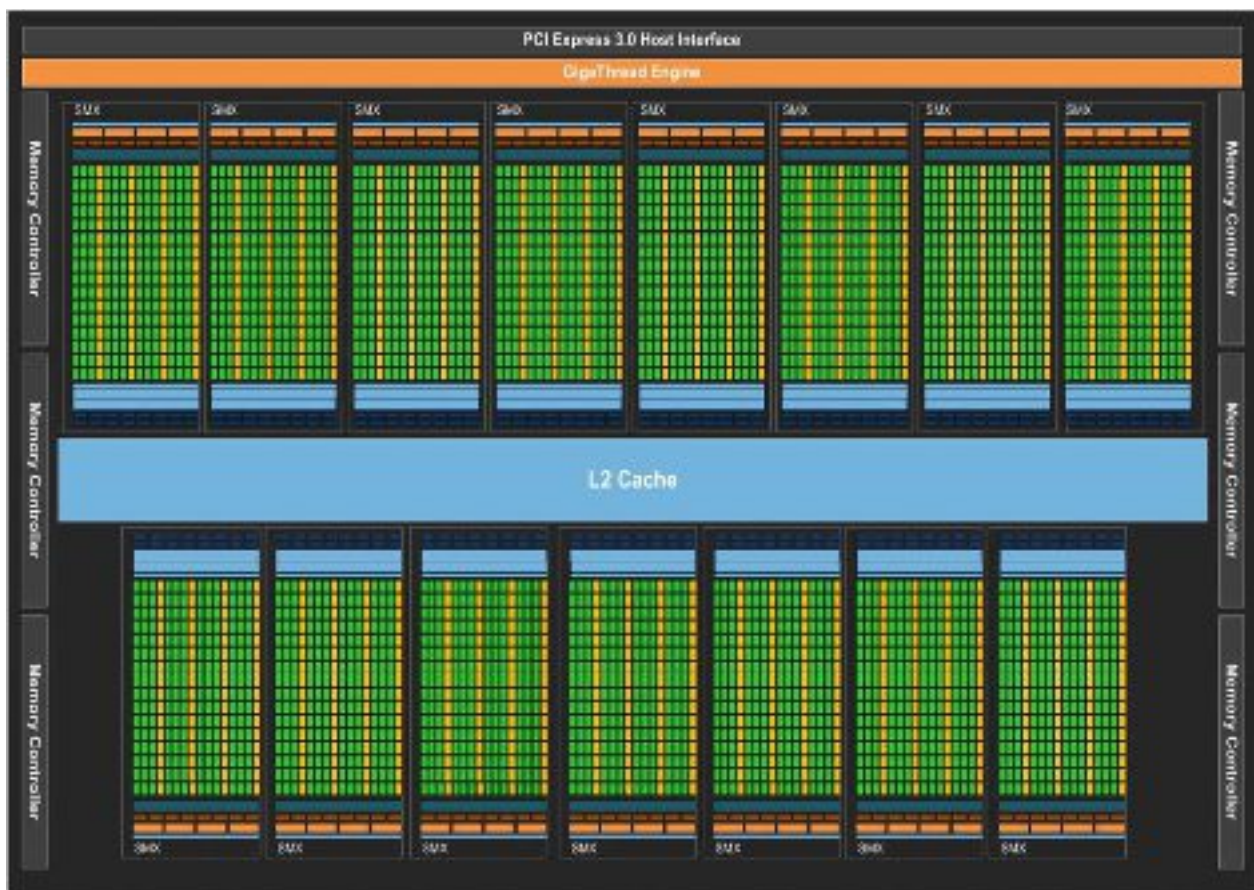 PCI Express 3.0 Host Interface
GigaThread Engine
SMX SMX SMX SMX SMX SMX SMX SMX
Memory Controller
Memory Controller
Memory Controller
Memory Controller
L2 Cache
Memory Controller
Memory Controller
SMX SMX SMX SMX SMX SMX SMX